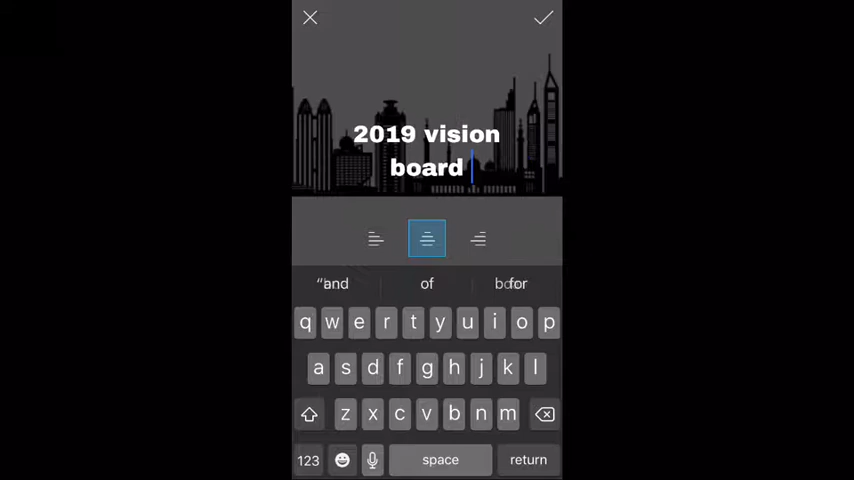 2019 vision
board
and of for
q w e r t y u i o p
a s d f g h j k l
z x c v b n m
123 space return